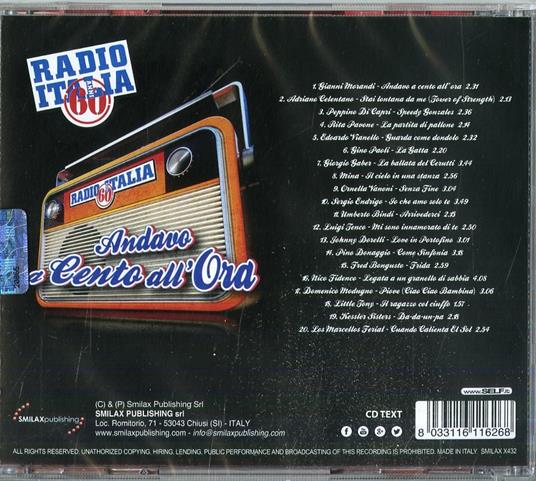 RADIO
ITALIA
ANNI
60
RADIO ITALIA
ANNI
60
Andavo
a Cento all'Ora
1. Gianni Morandi - Andavo a cento all'ora 2.31
2. Adriano Celentano - Stai lontana da me (Tower of Strength) 2.13
3. Peppino Di Capri - Speedy Gonzales 2.36
4. Rita Pavone - La partita di pallone 2.14
5. Edoardo Vianello - Guarda come dondolo 2.32
6. Gino Paoli - La Gatta 2.20
7. Giorgio Gaber - La ballata del Cerutti 3.44
8. Mina - Il cielo in una stanza 2.56
9. Ornella Vanoni - Senza Fine 3.04
10. Sergio Endrigo - Io che amo solo te 3.49
11. Umberto Bindi - Arrivederci 2.45
12. Luigi Tenco - Mi sono innamorato di te 2.50
13. Johnny Dorelli - Love in Portofino 3.01
14. Pino Donaggio - Come Sinfonia 3.15
15. Fred Bongusto - Frida 2.59
16. Nico Fidenco - Legata a un granello di sabbia 4.08
17. Domenico Modugno - Piove (Ciao Ciao Bambina) 3.06
18. Little Tony - Il ragazzo col ciuffo 1.57
19. Kessler Sisters - Da-da-un-pa 2.18
20. Los Marcellos Ferial - Cuando Calienta El Sol 2.54
www.SELF.it
SMILAXpublishing
(C) & (P) Smilax Publishing Srl
SMILAX PUBLISHING srl
Loc. Romitorio, 71 - 53043 Chiusi (SI) - ITALY
www.smilaxpublishing.com - info@smilaxpublishing.com
CD TEXT
8 033116 116268
ALL RIGHTS RESERVED. UNAUTHORIZED COPYING, HIRING, LENDING, PUBLIC PERFORMANCE AND BROADCASTING OF THIS RECORDING IS PROHIBITED. MADE IN ITALY. SMILAX X432